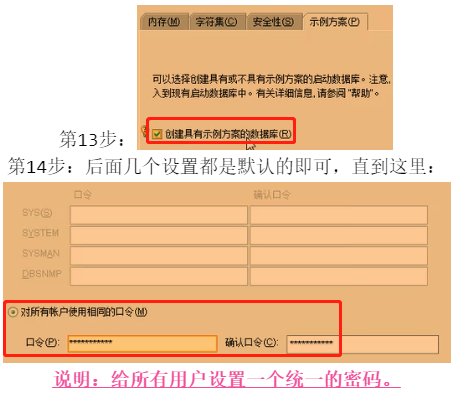 内存(M) 字符集(C) 安全性(S) 示例方案(P)
可以选择创建具有或不具有示例方案的启动数据库。注意,
入到现有启动数据库中。有关详细信息,请参阅"帮助"。
第13步： 创建具有示例方案的数据库(R)
第14步：后面几个设置都是默认的即可，直到这里：
口令 确认口令
SYS(S)
SYSTEM
SYSMAN
DBSNMP
对所有帐户使用相同的口令(M)
口令(P): *********** 确认口令(C): ***********
说明：给所有用户设置一个统一的密码。